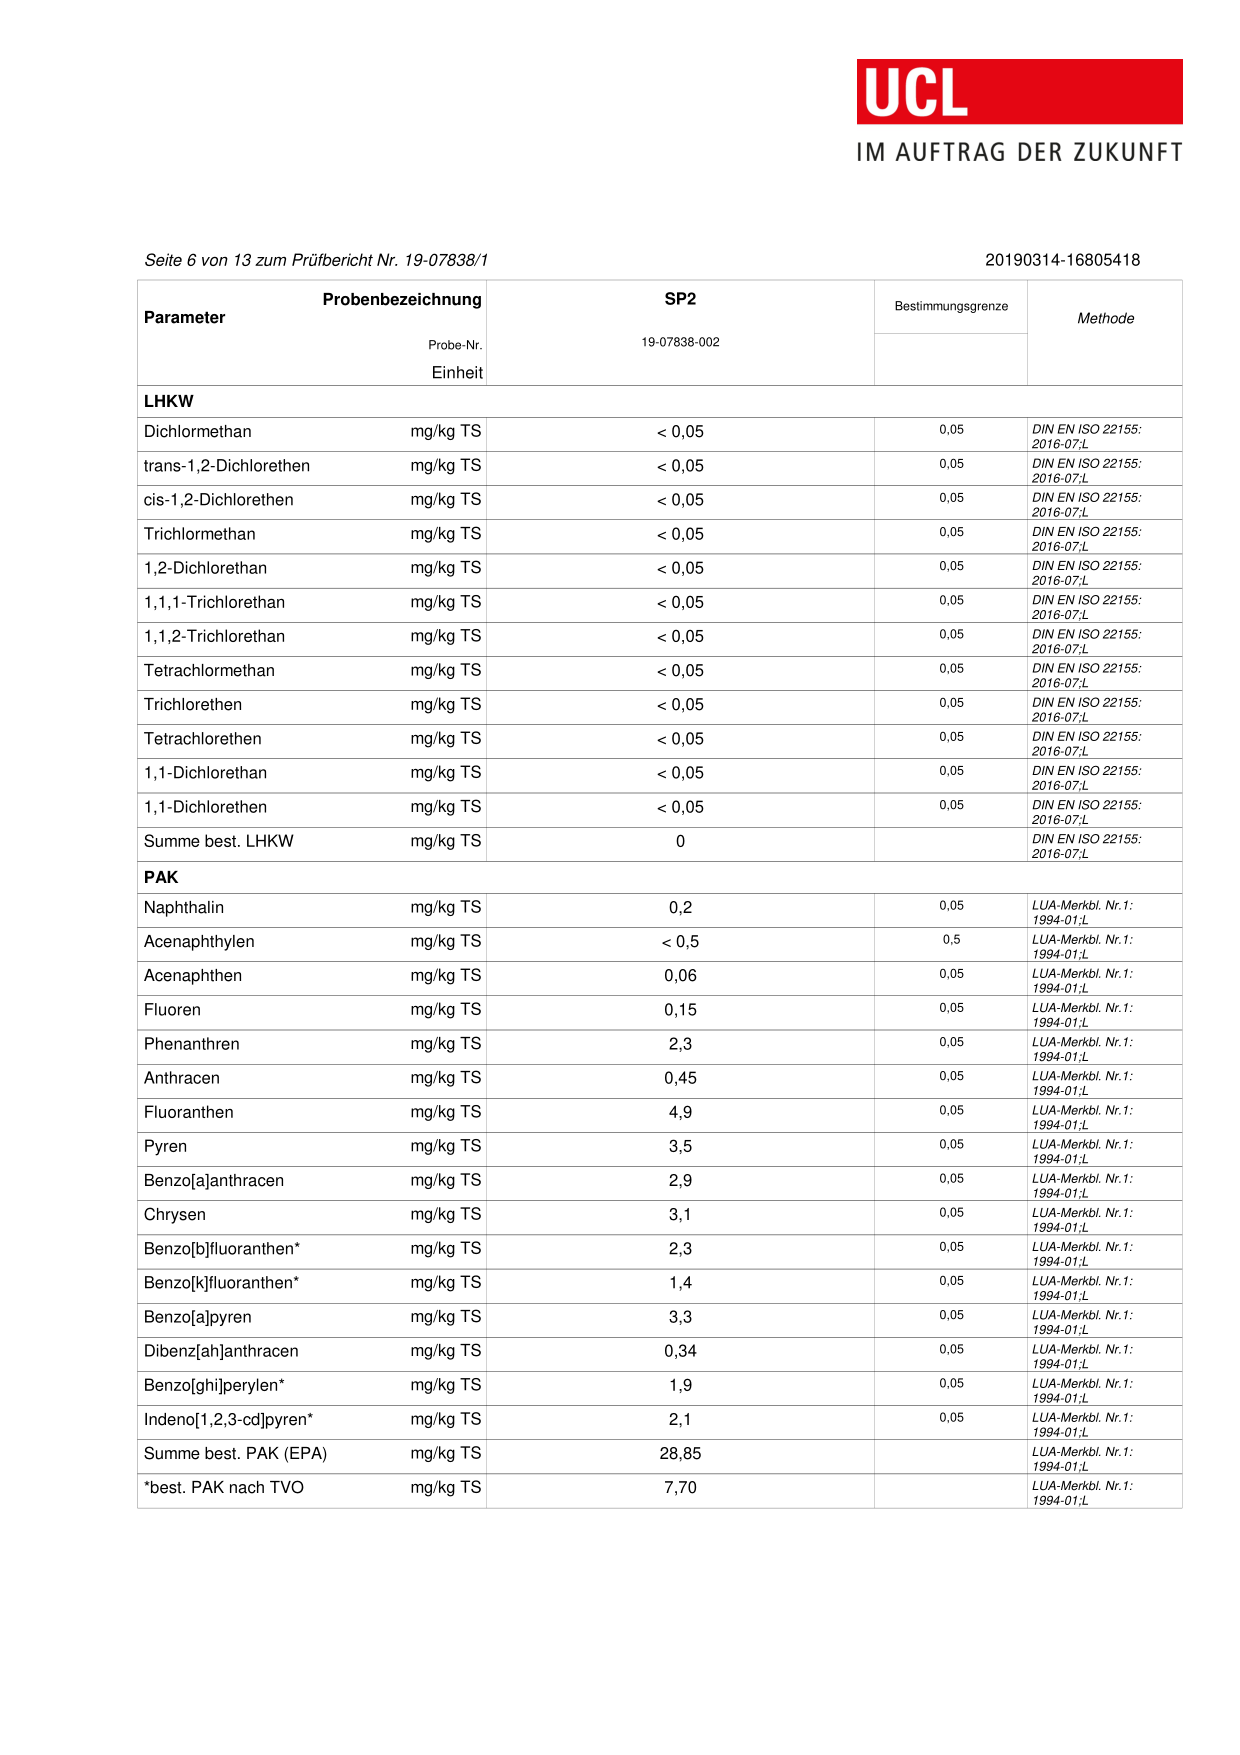 UCL
IM AUFTRAG DER ZUKUNFT
Seite 6 von 13 zum Prüfbericht Nr. 19-07838/1 20190314-16805418
Probenbezeichnung SP2 Bestimmungsgrenze Methode
Parameter
Probe-Nr. 19-07838-002
Einheit
LHKW
Dichlormethan mg/kg TS < 0,05 0,05 DIN EN ISO 22155:
2016-07;L
trans-1,2-Dichlorethen mg/kg TS < 0,05 0,05 DIN EN ISO 22155:
2016-07;L
cis-1,2-Dichlorethen mg/kg TS < 0,05 0,05 DIN EN ISO 22155:
2016-07;L
Trichlormethan mg/kg TS < 0,05 0,05 DIN EN ISO 22155:
2016-07;L
1,2-Dichlorethan mg/kg TS < 0,05 0,05 DIN EN ISO 22155:
2016-07;L
1,1,1-Trichlorethan mg/kg TS < 0,05 0,05 DIN EN ISO 22155:
2016-07;L
1,1,2-Trichlorethan mg/kg TS < 0,05 0,05 DIN EN ISO 22155:
2016-07;L
Tetrachlormethan mg/kg TS < 0,05 0,05 DIN EN ISO 22155:
2016-07;L
Trichlorethen mg/kg TS < 0,05 0,05 DIN EN ISO 22155:
2016-07;L
Tetrachlorethen mg/kg TS < 0,05 0,05 DIN EN ISO 22155:
2016-07;L
1,1-Dichlorethan mg/kg TS < 0,05 0,05 DIN EN ISO 22155:
2016-07;L
1,1-Dichlorethen mg/kg TS < 0,05 0,05 DIN EN ISO 22155:
2016-07;L
Summe best. LHKW mg/kg TS 0 DIN EN ISO 22155:
2016-07;L
PAK
Naphthalin mg/kg TS 0,2 0,05 LUA-Merkbl. Nr.1:
1994-01;L
Acenaphthylen mg/kg TS < 0,5 0,5 LUA-Merkbl. Nr.1:
1994-01;L
Acenaphthen mg/kg TS 0,06 0,05 LUA-Merkbl. Nr.1:
1994-01;L
Fluoren mg/kg TS 0,15 0,05 LUA-Merkbl. Nr.1:
1994-01;L
Phenanthren mg/kg TS 2,3 0,05 LUA-Merkbl. Nr.1:
1994-01;L
Anthracen mg/kg TS 0,45 0,05 LUA-Merkbl. Nr.1:
1994-01;L
Fluoranthen mg/kg TS 4,9 0,05 LUA-Merkbl. Nr.1:
1994-01;L
Pyren mg/kg TS 3,5 0,05 LUA-Merkbl. Nr.1:
1994-01;L
Benzo[a]anthracen mg/kg TS 2,9 0,05 LUA-Merkbl. Nr.1:
1994-01;L
Chrysen mg/kg TS 3,1 0,05 LUA-Merkbl. Nr.1:
1994-01;L
Benzo[b]fluoranthen* mg/kg TS 2,3 0,05 LUA-Merkbl. Nr.1:
1994-01;L
Benzo[k]fluoranthen* mg/kg TS 1,4 0,05 LUA-Merkbl. Nr.1:
1994-01;L
Benzo[a]pyren mg/kg TS 3,3 0,05 LUA-Merkbl. Nr.1:
1994-01;L
Dibenz[ah]anthracen mg/kg TS 0,34 0,05 LUA-Merkbl. Nr.1:
1994-01;L
Benzo[ghi]perylen* mg/kg TS 1,9 0,05 LUA-Merkbl. Nr.1:
1994-01;L
Indeno[1,2,3-cd]pyren* mg/kg TS 2,1 0,05 LUA-Merkbl. Nr.1:
1994-01;L
Summe best. PAK (EPA) mg/kg TS 28,85 LUA-Merkbl. Nr.1:
1994-01;L
*best. PAK nach TVO mg/kg TS 7,70 LUA-Merkbl. Nr.1:
1994-01;L